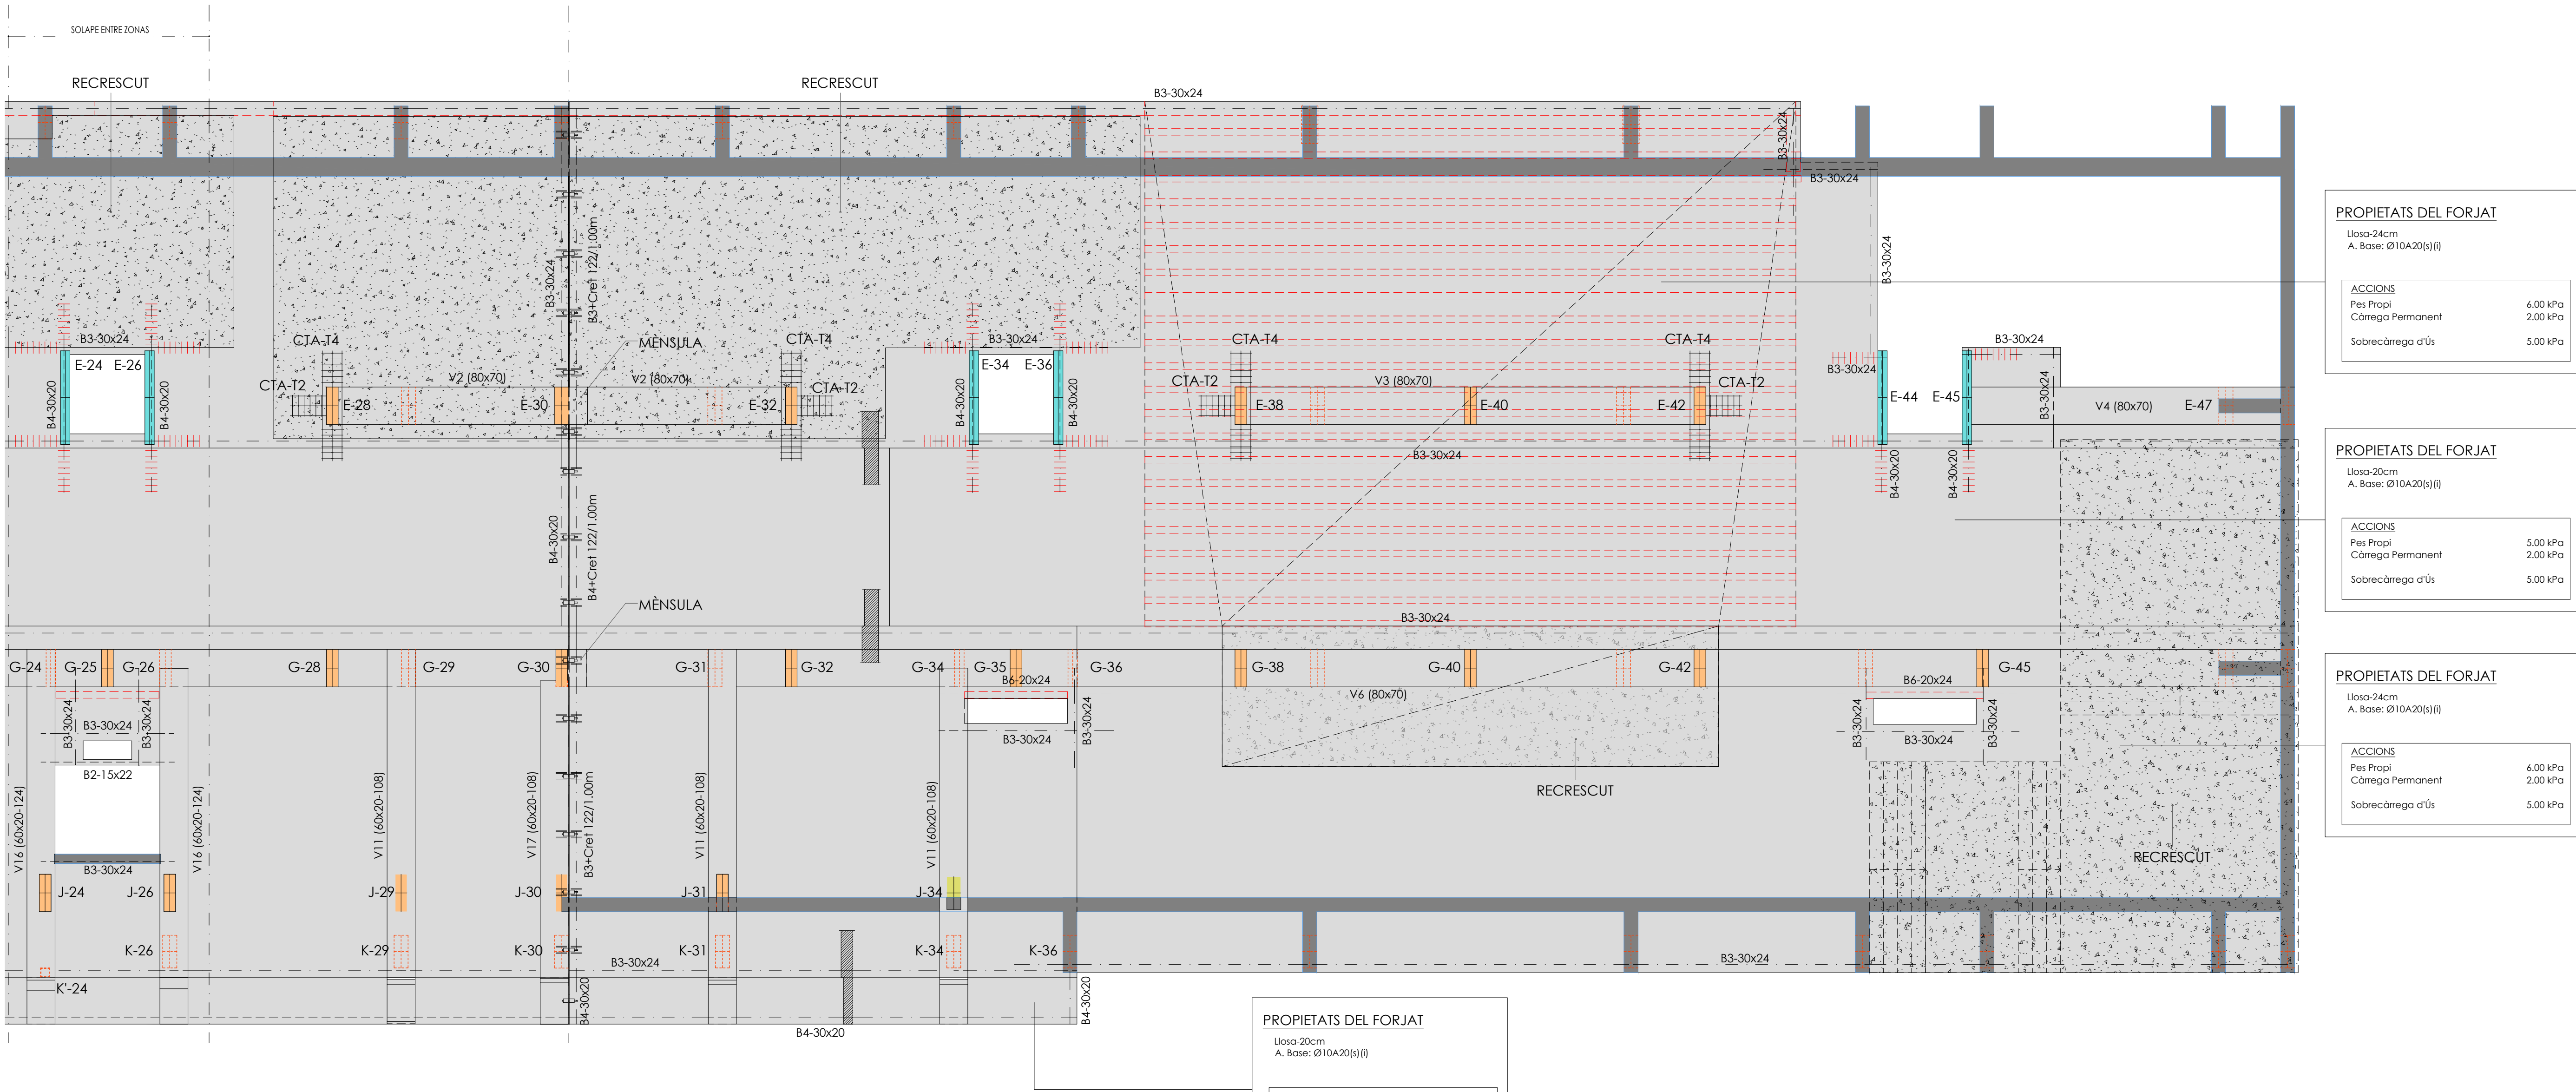 SOLAPE ENTRE ZONAS
RECRESCUT
RECRESCUT
B3-30x24
B3-30x24
B3-30x24
B3-30x24
B3-30x24
B3+Cret 122/1.00m
MÈNSULA
B3-30x24
E-24
E-26
B4-30x20
B4-30x20
CTA-T4
CTA-T2
E-28
V2 (80x70)
E-30
V2 (80x70)
CTA-T4
CTA-T2
E-32
B3-30x24
E-34
E-36
B4-30x20
B4-30x20
CTA-T4
CTA-T2
E-38
V3 (80x70)
E-40
CTA-T4
CTA-T2
E-42
B3-30x24
B3-30x24
E-44
E-45
B3-30x24
B3-30x24
V4 (80x70)
E-47
B4-30x20
B4-30x20
B4-30x20
B4+Cret 122/1.00m
MÈNSULA
B3-30x24
G-24
G-25
G-26
G-28
G-29
G-30
G-31
G-32
G-34
G-35
G-36
G-38
G-40
G-42
G-45
B6-20x24
B6-20x24
V6 (80x70)
B3-30x24
B3-30x24
B3-30x24
B3-30x24
B3-30x24
B3-30x24
B3-30x24
B3-30x24
B2-15x22
RECRESCUT
V16 (60x20-124)
V16 (60x20-124)
V11 (60x20-108)
V17 (60x20-108)
B3+Cret 122/1.00m
V11 (60x20-108)
V11 (60x20-108)
RECRESCUT
B3-30x24
J-24
J-26
J-29
J-30
J-31
J-34
K-26
K-29
K-30
K-31
K-34
K-36
B3-30x24
B3-30x24
K'-24
B4-30x20
B4-30x20
B4-30x20
PROPIETATS DEL FORJAT
Llosa-24cm
A. Base: Ø10A20(s)(i)
ACCIONS
Pes Propi 6.00 kPa
Càrrega Permanent 2.00 kPa
Sobrecàrrega d'Ús 5.00 kPa
PROPIETATS DEL FORJAT
Llosa-20cm
A. Base: Ø10A20(s)(i)
ACCIONS
Pes Propi 5.00 kPa
Càrrega Permanent 2.00 kPa
Sobrecàrrega d'Ús 5.00 kPa
PROPIETATS DEL FORJAT
Llosa-24cm
A. Base: Ø10A20(s)(i)
ACCIONS
Pes Propi 6.00 kPa
Càrrega Permanent 2.00 kPa
Sobrecàrrega d'Ús 5.00 kPa
PROPIETATS DEL FORJAT
Llosa-20cm
A. Base: Ø10A20(s)(i)